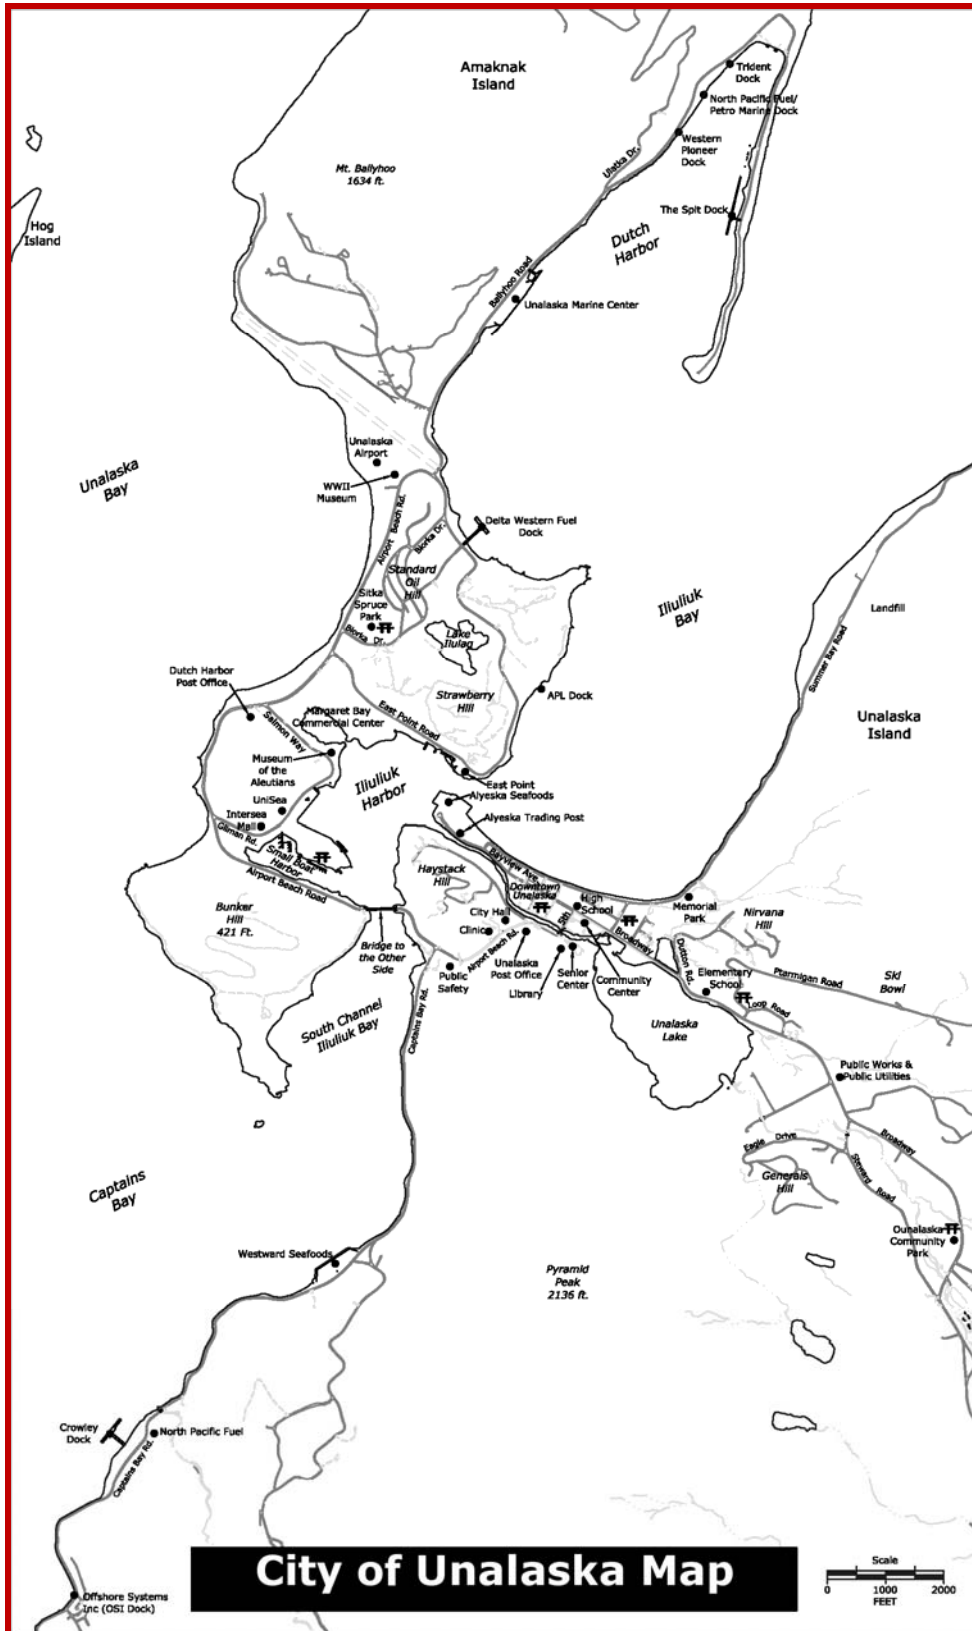 Amaknak
Island
Trident
Dock
North Pacific Fuel/
Petro Marine Dock
Western
Pioneer
Dock
Ulatka Dr.
Mt. Ballyhoo
1634 ft.
The Spit Dock
Hog
Island
Dutch
Harbor
Ballyhoo Road
Unalaska Marine Center
Unalaska
Airport
Unalaska
Bay
WWII
Museum
Airport Beach Rd.
Delta Western Fuel
Dock
Biorka Dr.
Standard
Oil
Hill
Sitka
Spruce
Park
Iliuliuk
Bay
Landfill
Biorka Dr.
Lake
Ilulaq
Summer Bay Road
Dutch Harbor
Post Office
Strawberry
Hill
APL Dock
Salmon Way
Margaret Bay
Commercial Center
East Point Road
Unalaska
Island
Museum
of the
Aleutians
Iliuliuk
Harbor
East Point
Alyeska Seafoods
UniSea
Intersea
Mall
Gilman Rd.
Alyeska Trading Post
Small Boat
Harbor
Bayview Ave.
Haystack
Hill
Airport Beach Road
Downtown
Unalaska
High
School
Memorial
Park
Nirvana
Hill
Bunker
Hill
421 Ft.
City Hall
5th
Broadway
Clinic
Airport Beach Rd.
Bridge to
the Other
Side
Unalaska
Post Office
Dutton Rd.
Public
Safety
Library
Senior
Center
Community
Center
Elementary
School
Ptarmigan Road
Ski
Bowl
Loop Road
South Channel
Iliuliuk Bay
Captains Bay Rd.
Unalaska
Lake
Public Works &
Public Utilities
Eagle Drive
Broadway
Steward Road
Generals
Hill
Captains
Bay
Ounalaska
Community
Park
Westward Seafoods
Pyramid
Peak
2136 ft.
Crowley
Dock
North Pacific Fuel
Captains Bay Rd.
City of Unalaska Map
Scale
0 1000 2000
FEET
Offshore Systems
Inc (OSI Dock)